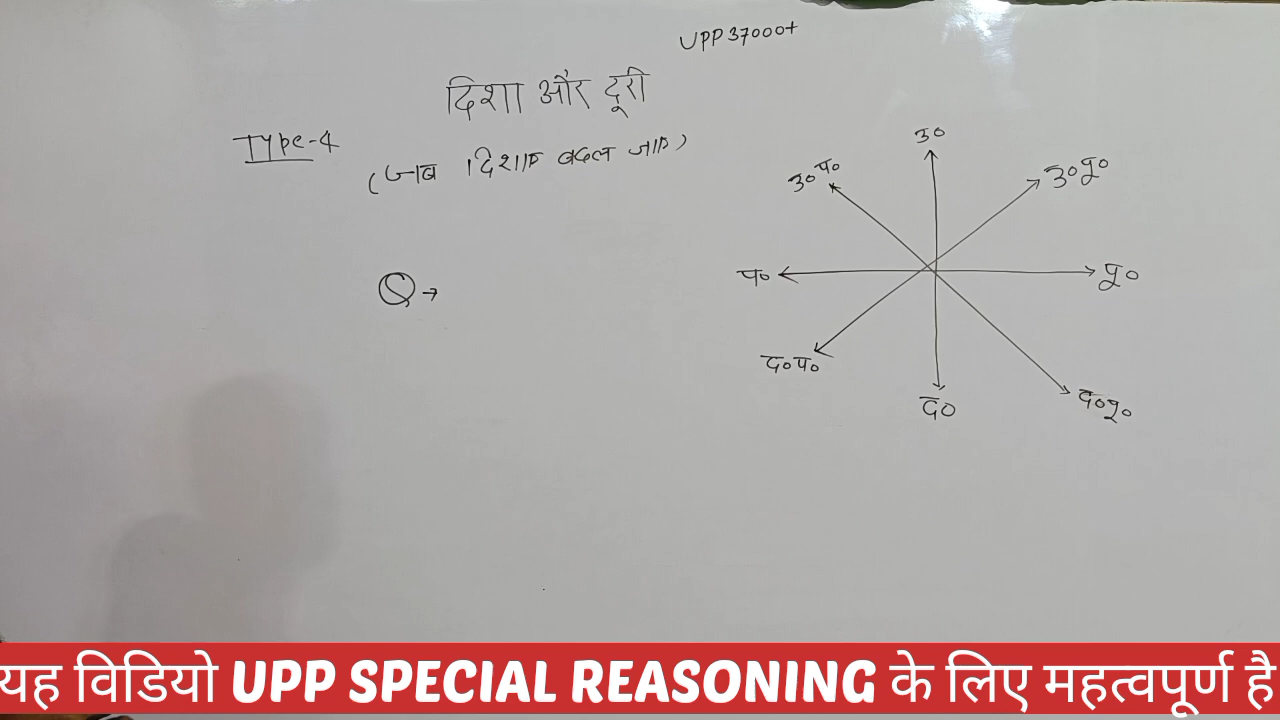 UPP 37000+
दिशा और दूरी
Type-4
(जब दिशाए बदल जाए)
Q→
उ०
उ०प०
उ०पू०
प०
पू०
द०प०
द०
द०पू०
यह विडियो UPP SPECIAL REASONING के लिए महत्वपूर्ण है